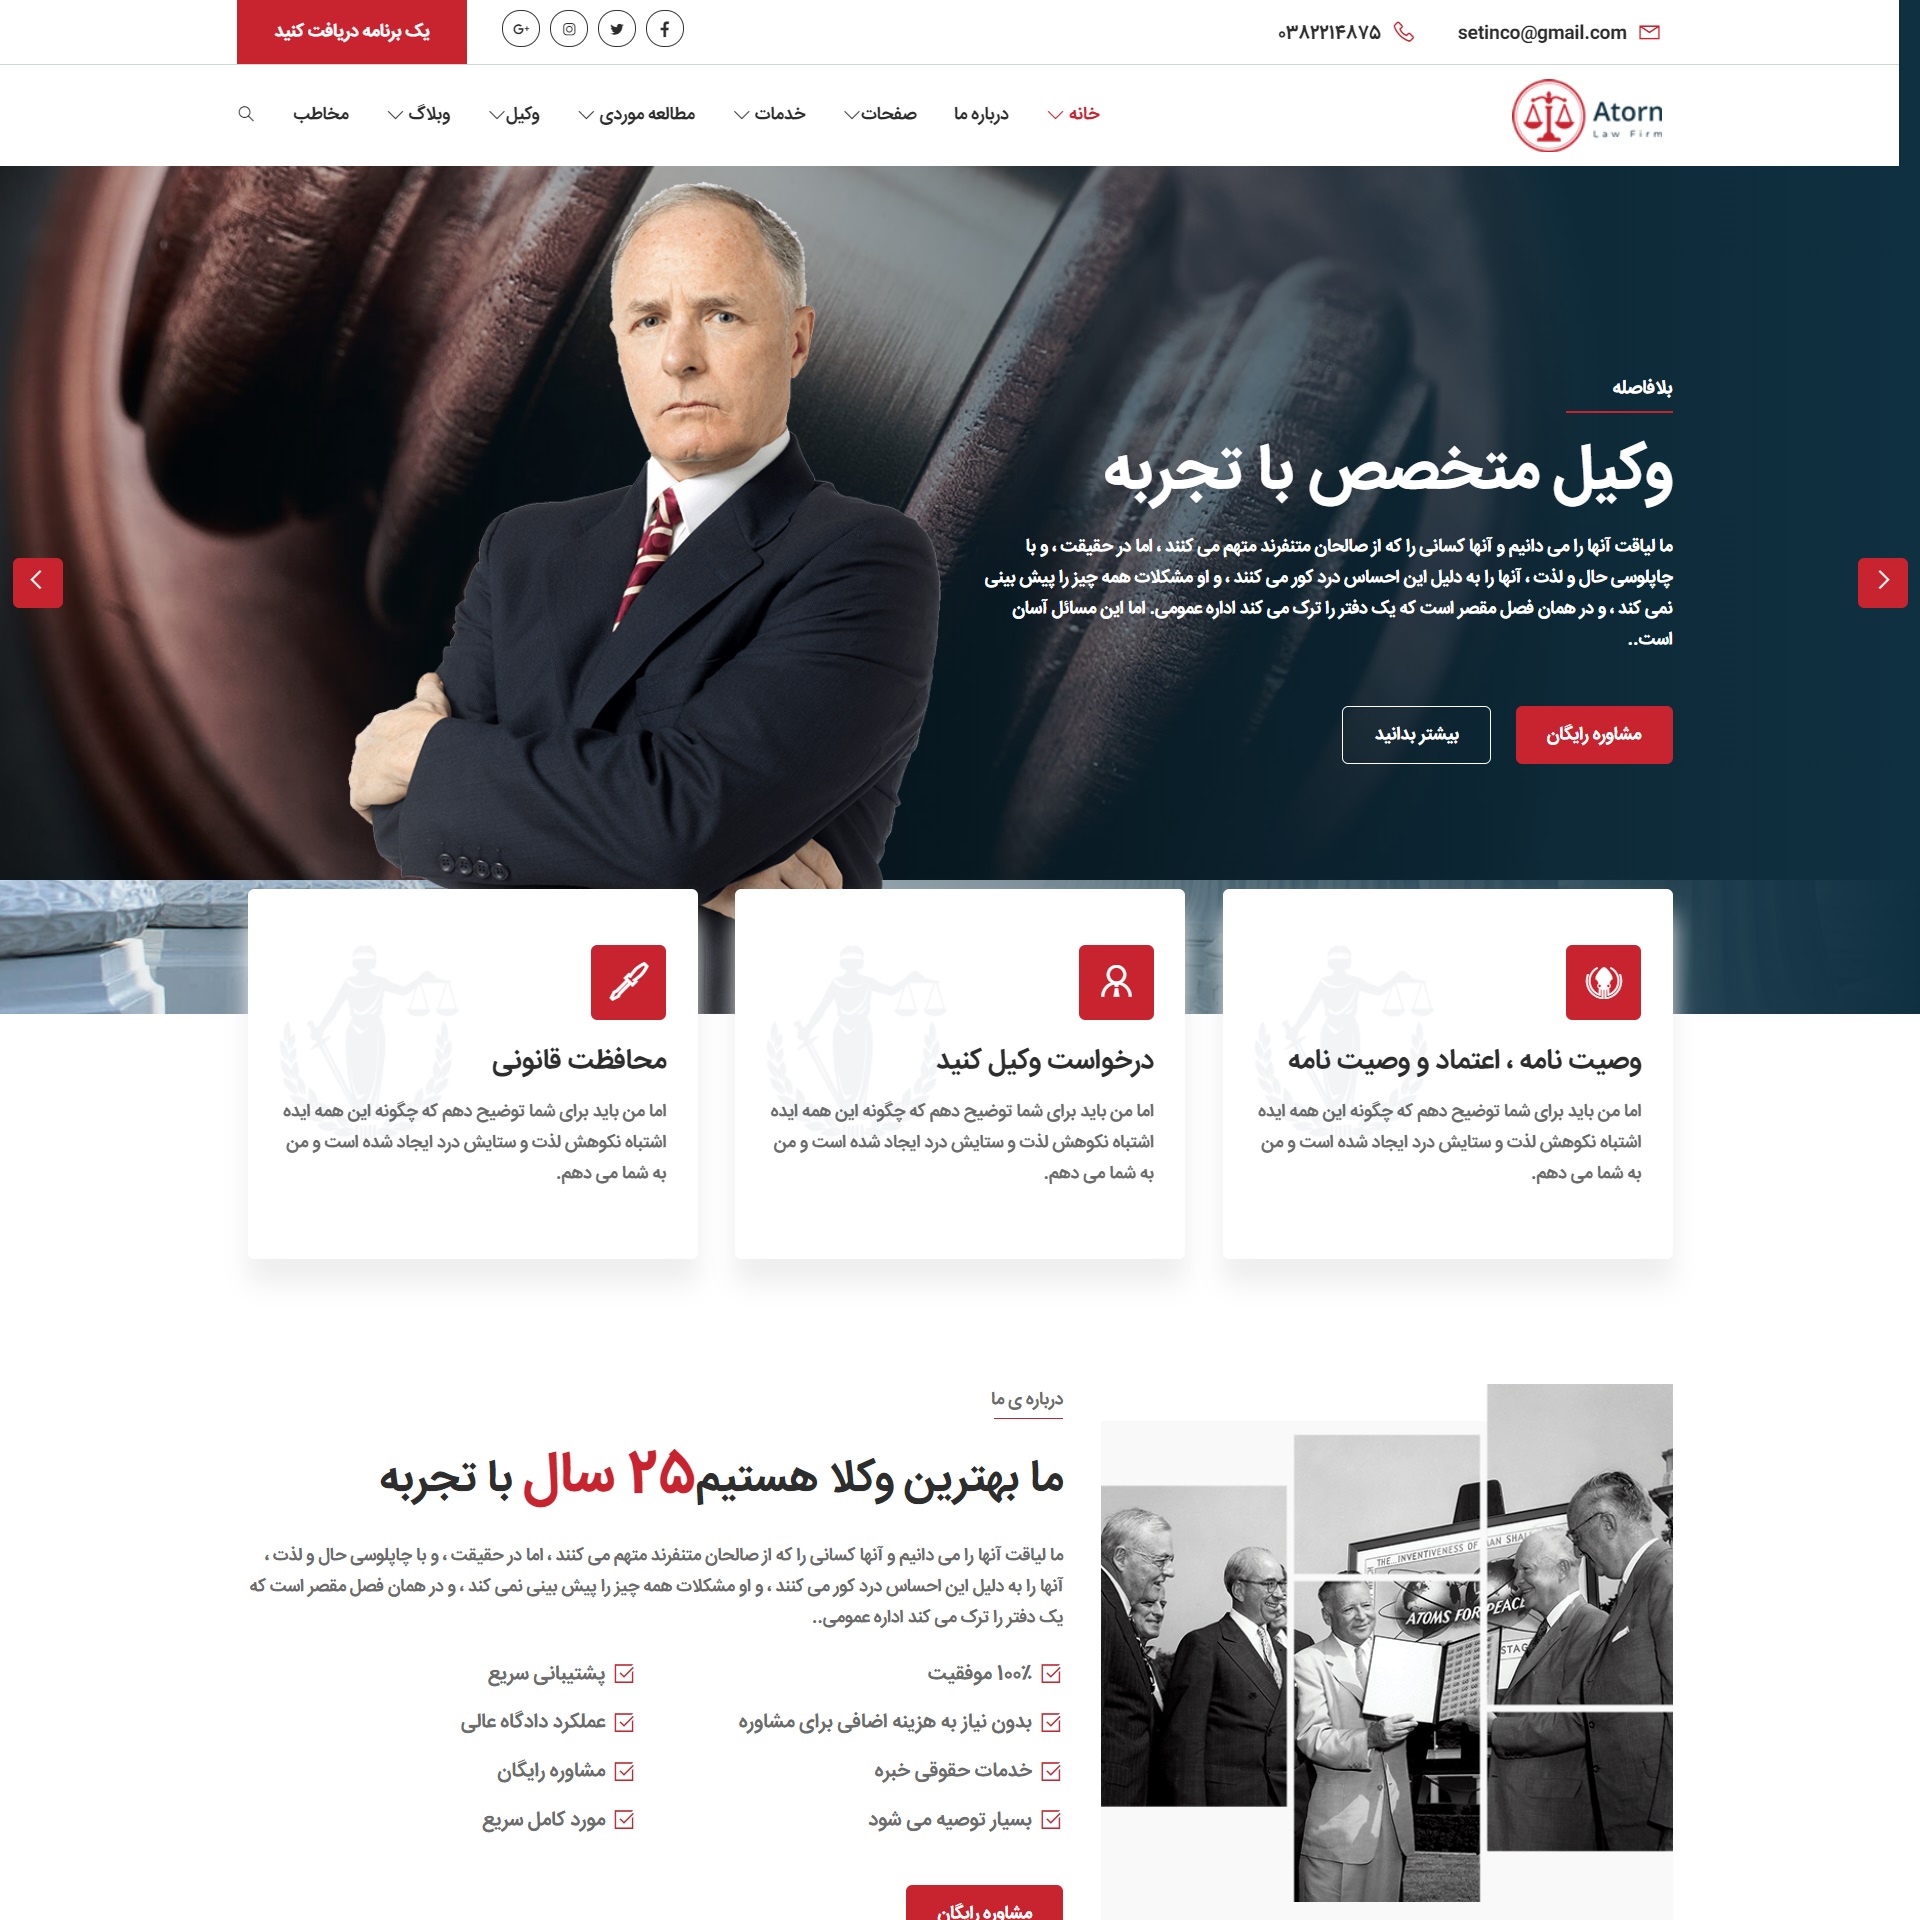 setinco@gmail.com
۰۳۸۲۲۱۴۸۷۵
یک برنامه دریافت کنید
Atorn
Law Firm
خانه
درباره ما
صفحات
خدمات
مطالعه موردی
وکیل
وبلاگ
مخاطب
بلافاصله
وکیل متخصص با تجربه
ما لیاقت آنها را می دانیم و آنها کسانی را که از صالحان متنفرند متهم می کنند ، اما در حقیقت ، و با
چاپلوسی حال و لذت ، آنها را به دلیل این احساس درد کور می کنند ، و او مشکلات همه چیز را پیش بینی
نمی کند ، و در همان فصل مقصر است که یک دفتر را ترک می کند اداره عمومی. اما این مسائل آسان
است..
مشاوره رایگان
بیشتر بدانید
وصیت نامه ، اعتماد و وصیت نامه
اما من باید برای شما توضیح دهم که چگونه این همه ایده
اشتباه نکوهش لذت و ستایش درد ایجاد شده است و من
به شما می دهم.
درخواست وکیل کنید
اما من باید برای شما توضیح دهم که چگونه این همه ایده
اشتباه نکوهش لذت و ستایش درد ایجاد شده است و من
به شما می دهم.
محافظت قانونی
اما من باید برای شما توضیح دهم که چگونه این همه ایده
اشتباه نکوهش لذت و ستایش درد ایجاد شده است و من
به شما می دهم.
THE INVENTIVENESS OF MAN SHALL
ATOMS FOR PEACE
STAG
درباره ی ما
ما بهترین وکلا هستیم۲۵ سال با تجربه
ما لیاقت آنها را می دانیم و آنها کسانی را که از صالحان متنفرند متهم می کنند ، اما در حقیقت ، و با چاپلوسی حال و لذت ،
آنها را به دلیل این احساس درد کور می کنند ، و او مشکلات همه چیز را پیش بینی نمی کند ، و در همان فصل مقصر است که
یک دفتر را ترک می کند اداره عمومی..
۱۰۰٪ موفقیت
بدون نیاز به هزینه اضافی برای مشاوره
خدمات حقوقی خبره
بسیار توصیه می شود
پشتیبانی سریع
عملکرد دادگاه عالی
مشاوره رایگان
مورد کامل سریع
مشاوره رایگان